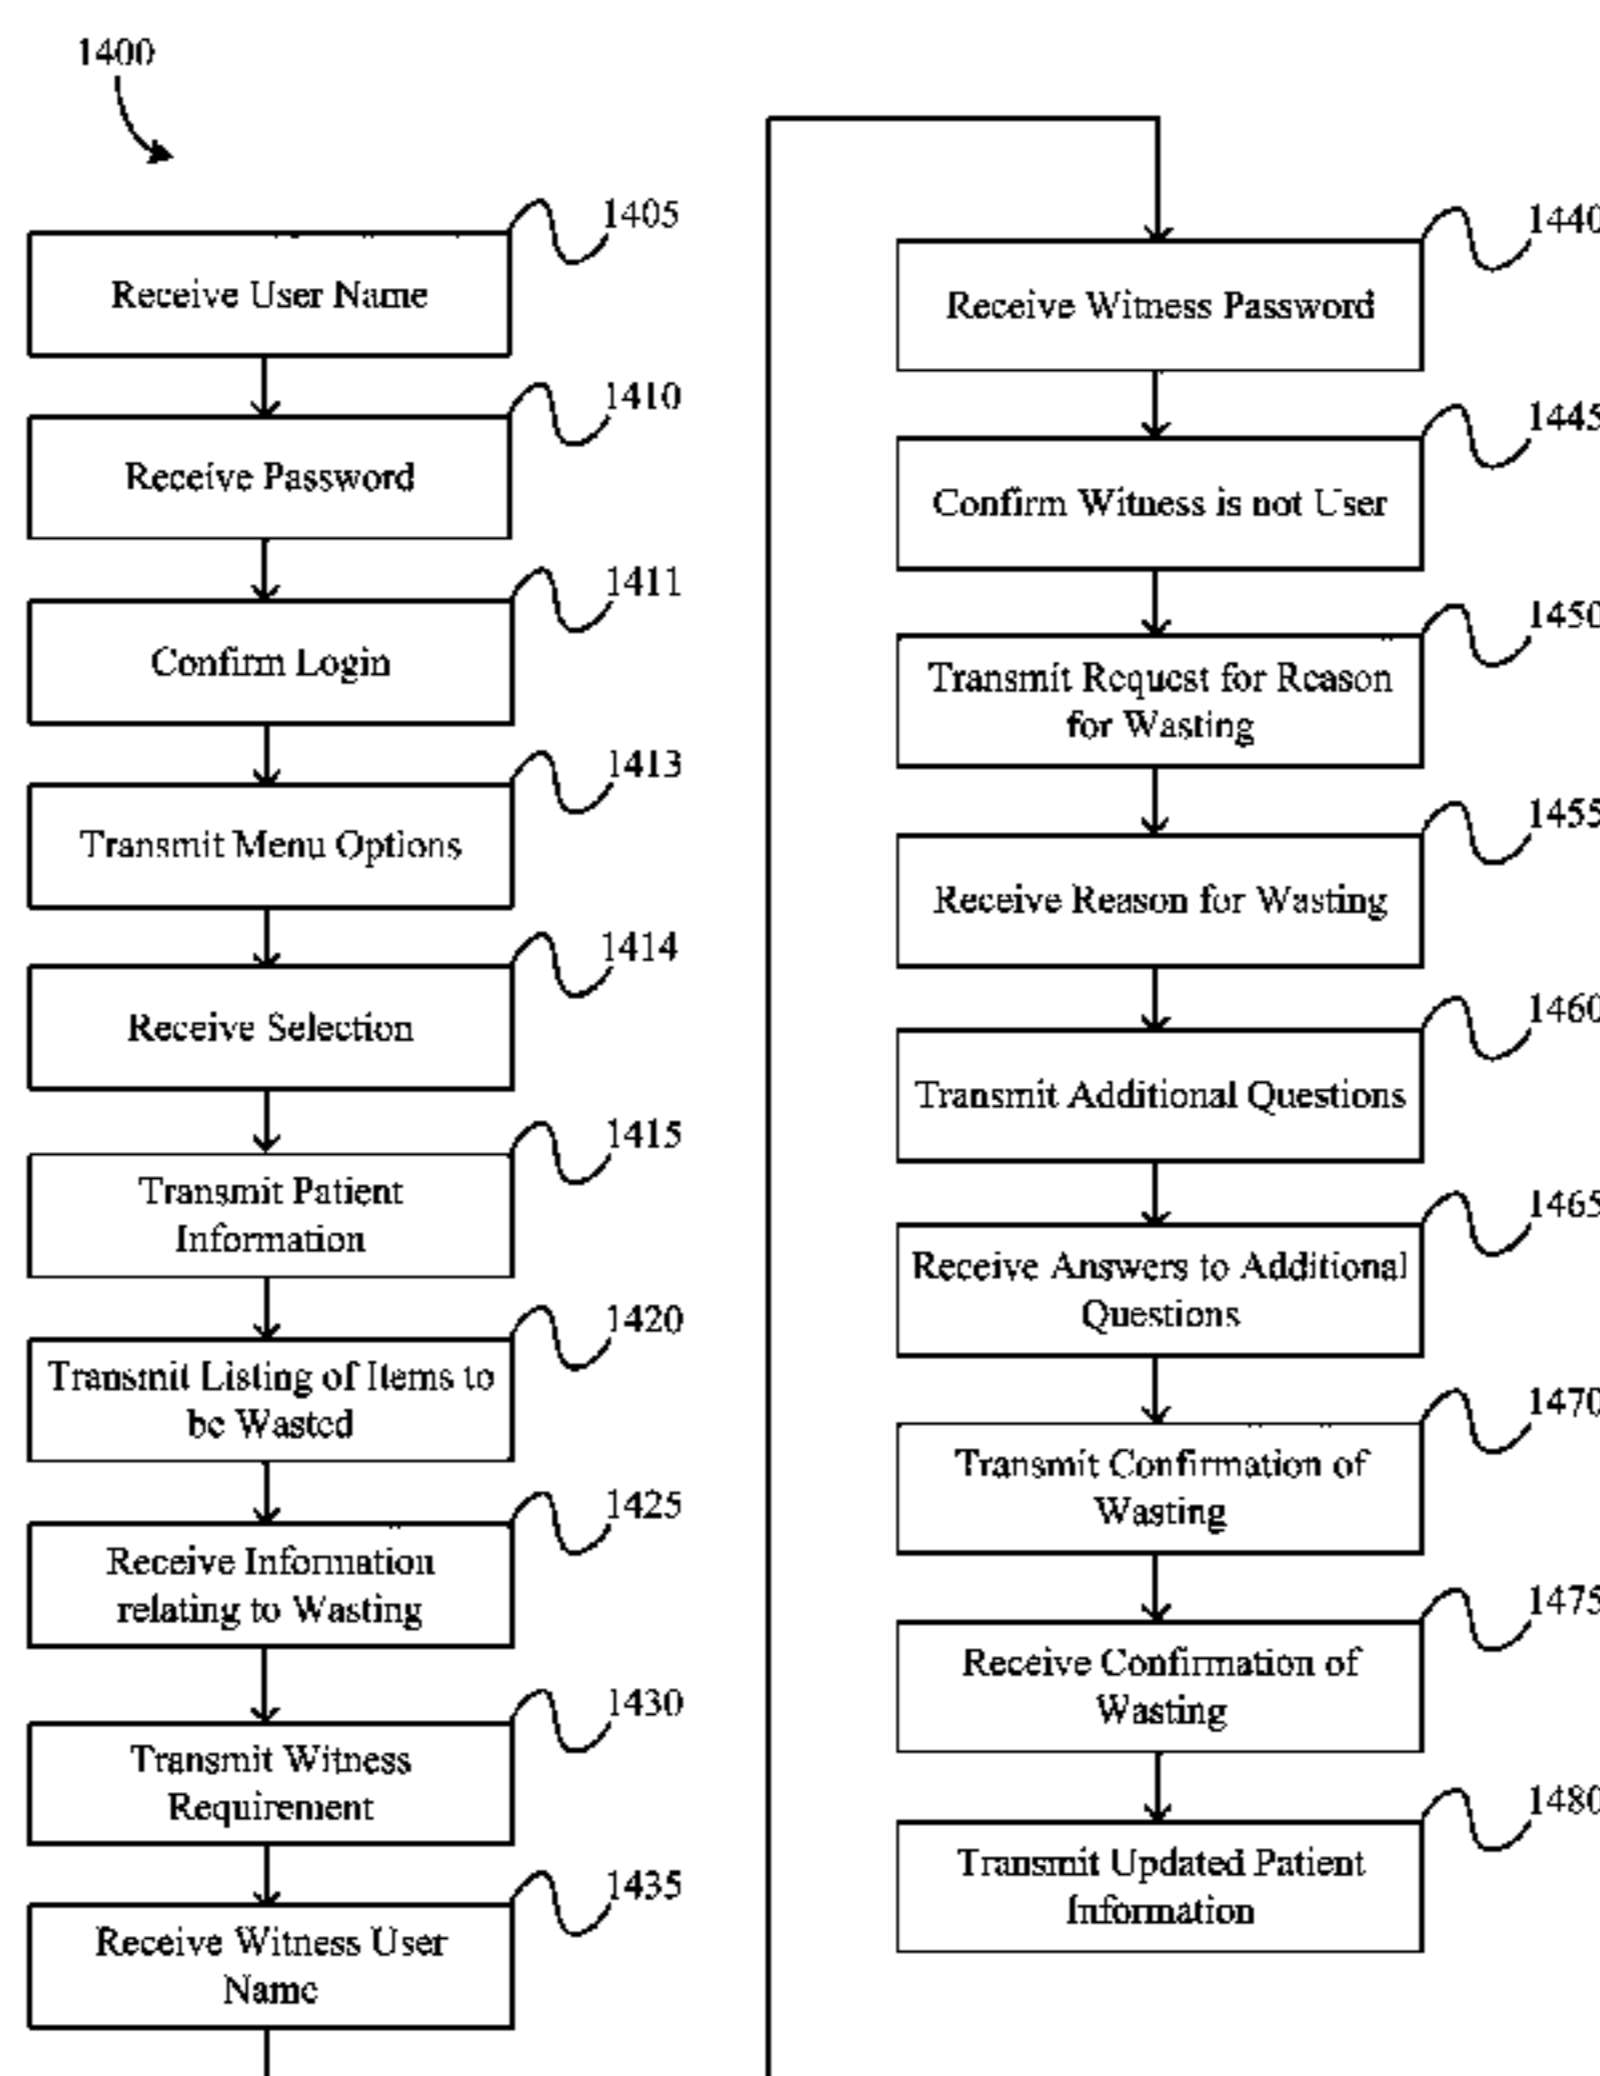 1400
1405
Receive User Name
1410
Receive Password
1411
Confirm Login
1413
Transmit Menu Options
1414
Receive Selection
1415
Transmit Patient
Information
1420
Transmit Listing of Items to
be Wasted
1425
Receive Information
relating to Wasting
1430
Transmit Witness
Requirement
1435
Receive Witness User
Name
1440
Receive Witness Password
1445
Confirm Witness is not User
1450
Transmit Request for Reason
for Wasting
1455
Receive Reason for Wasting
1460
Transmit Additional Questions
1465
Receive Answers to Additional
Questions
1470
Transmit Confirmation of
Wasting
1475
Receive Confirmation of
Wasting
1480
Transmit Updated Patient
Information